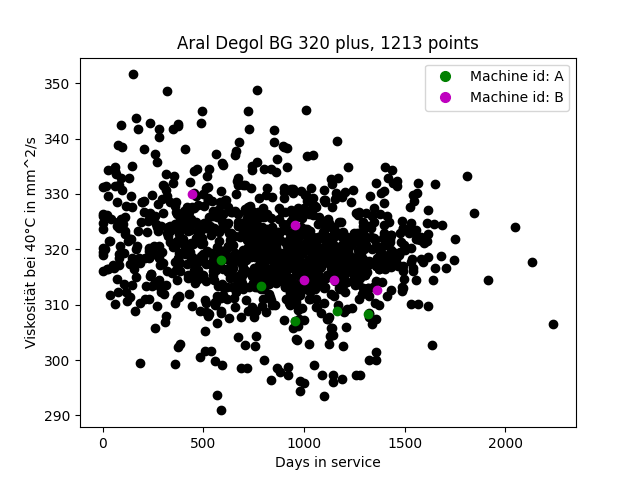 Aral Degol BG 320 plus, 1213 points
Machine id: A
Machine id: B
Viskosität bei 40°C in mm^2/s
350
340
330
320
310
300
290
0
500
1000
1500
2000
Days in service